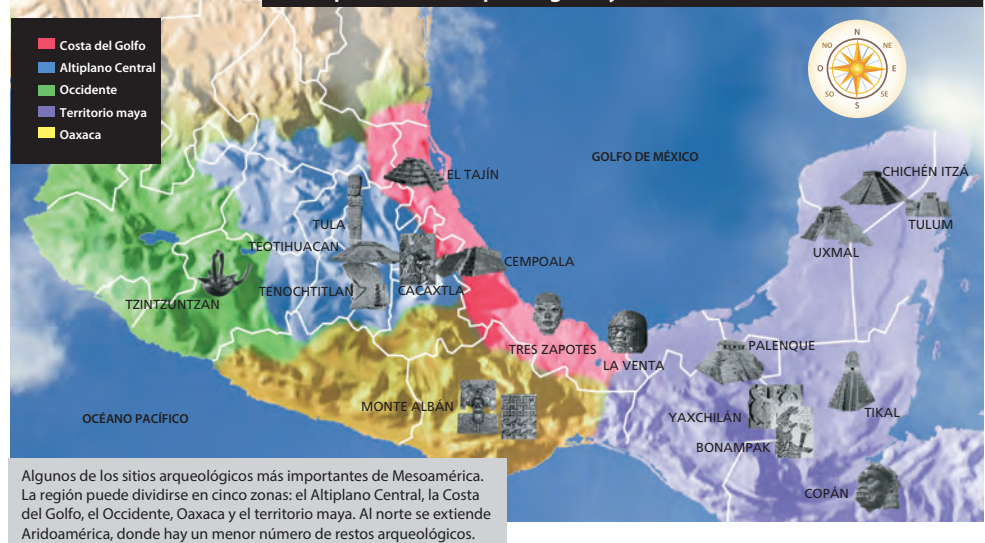 Costa del Golfo
Altiplano Central
Occidente
Territorio maya
Oaxaca
N
NO
NE
O
E
SO
SE
S
GOLFO DE MÉXICO
EL TAJÍN
CHICHÉN ITZÁ
TULUM
UXMAL
TULA
TEOTIHUACAN
TENOCHTITLAN
CACAXTLA
CEMPOALA
TZINTZUNTZAN
TRES ZAPOTES
LA VENTA
PALENQUE
MONTE ALBÁN
YAXCHILÁN
TIKAL
BONAMPAK
COPÁN
OCÉANO PACÍFICO
Algunos de los sitios arqueológicos más importantes de Mesoamérica.
La región puede dividirse en cinco zonas: el Altiplano Central, la Costa
del Golfo, el Occidente, Oaxaca y el territorio maya. Al norte se extiende
Aridoamérica, donde hay un menor número de restos arqueológicos.